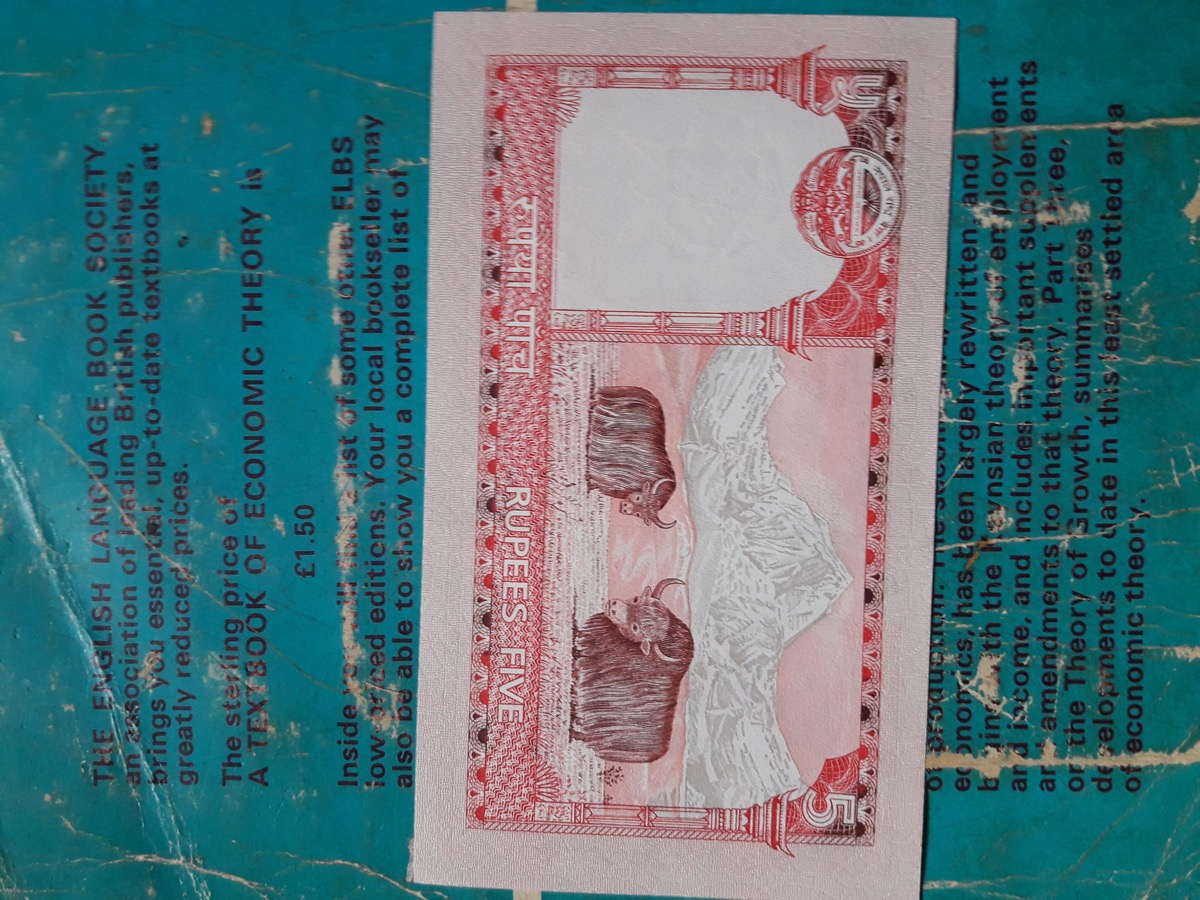 THE ENGLISH LANGUAGE BOOK SOCIETY,
an association of leading British publishers,
brings you essential, up-to-date textbooks at
greatly reduced prices.
The sterling price of
A TEXTBOOK OF ECONOMIC THEORY is
£1.50
Inside you will find a list of some other ELBS
low-priced editions. Your local bookseller may
also be able to show you a complete list of
रुपैया पाँच RUPEES FIVE
५ 5
of production. The second
economics, has been largely rewritten, and
begins with the Keynsian theory of employment
and income, and includes important supplements
and amendments to that theory. Part Three,
on the Theory of Growth, summarises
developments to date in this least settled area
of economic theory.